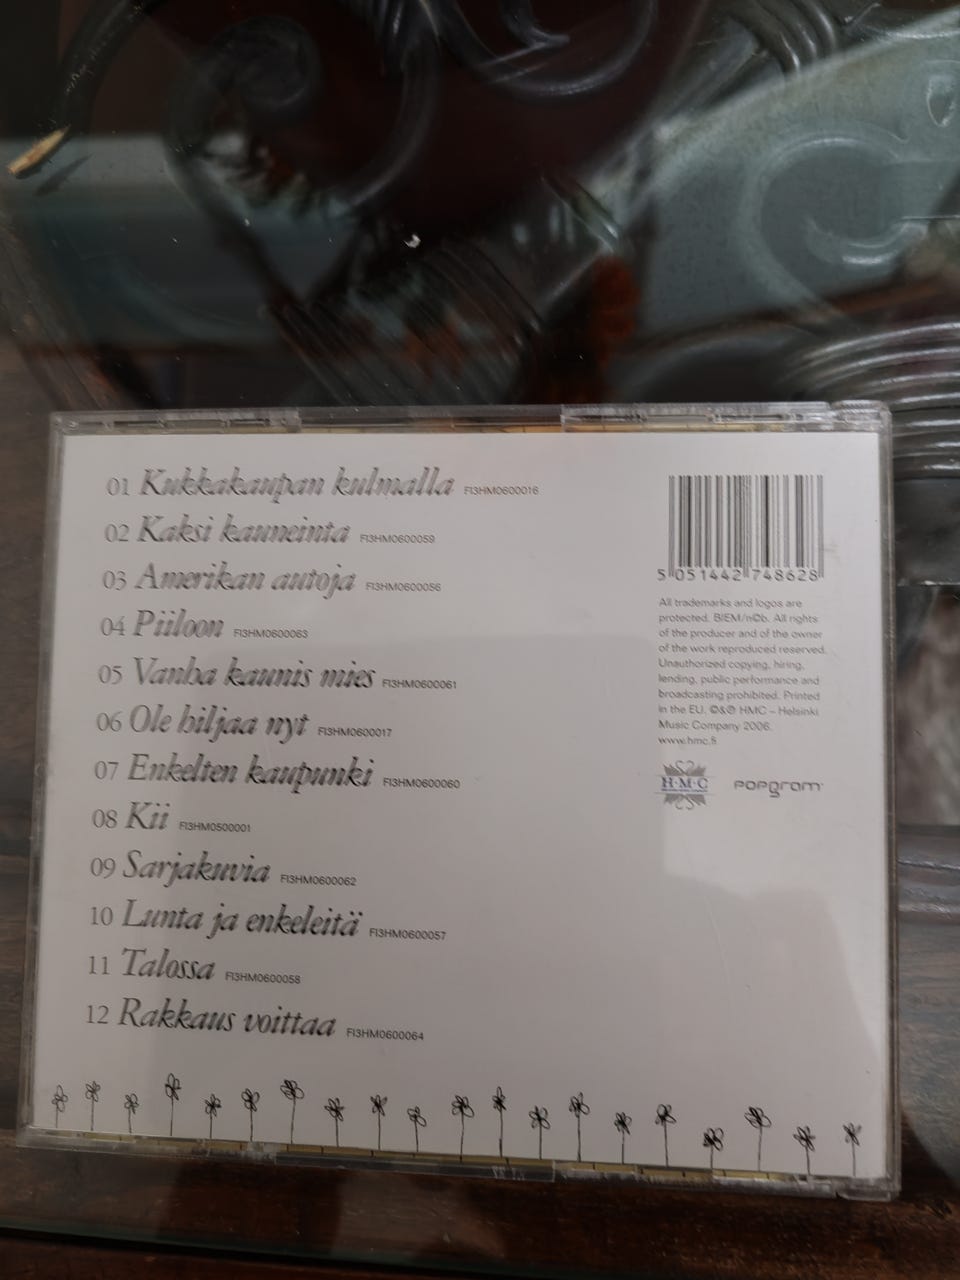 01 Kukkakaupan kulmalla FI3HM0600016
02 Kaksi kauneinta FI3HM0600059
03 Amerikan autoja FI3HM0600056
04 Piiloon FI3HM0600063
05 Vanha kaunis mies FI3HM0600061
06 Ole hiljaa nyt FI3HM0600017
07 Enkelten kaupunki FI3HM0600060
08 Kii FI3HM0500001
09 Sarjakuvia FI3HM0600062
10 Lunta ja enkeleitä FI3HM0600057
11 Talossa FI3HM0600058
12 Rakkaus voittaa FI3HM0600064
5 051442 748628
All trademarks and logos are
protected. BIEM/n©b. All rights
of the producer and of the owner
of the work reproduced reserved.
Unauthorized copying, hiring,
lending, public performance and
broadcasting prohibited. Printed
in the EU. ©&℗ HMC – Helsinki
Music Company 2006.
www.hmc.fi
H·M·C popgram